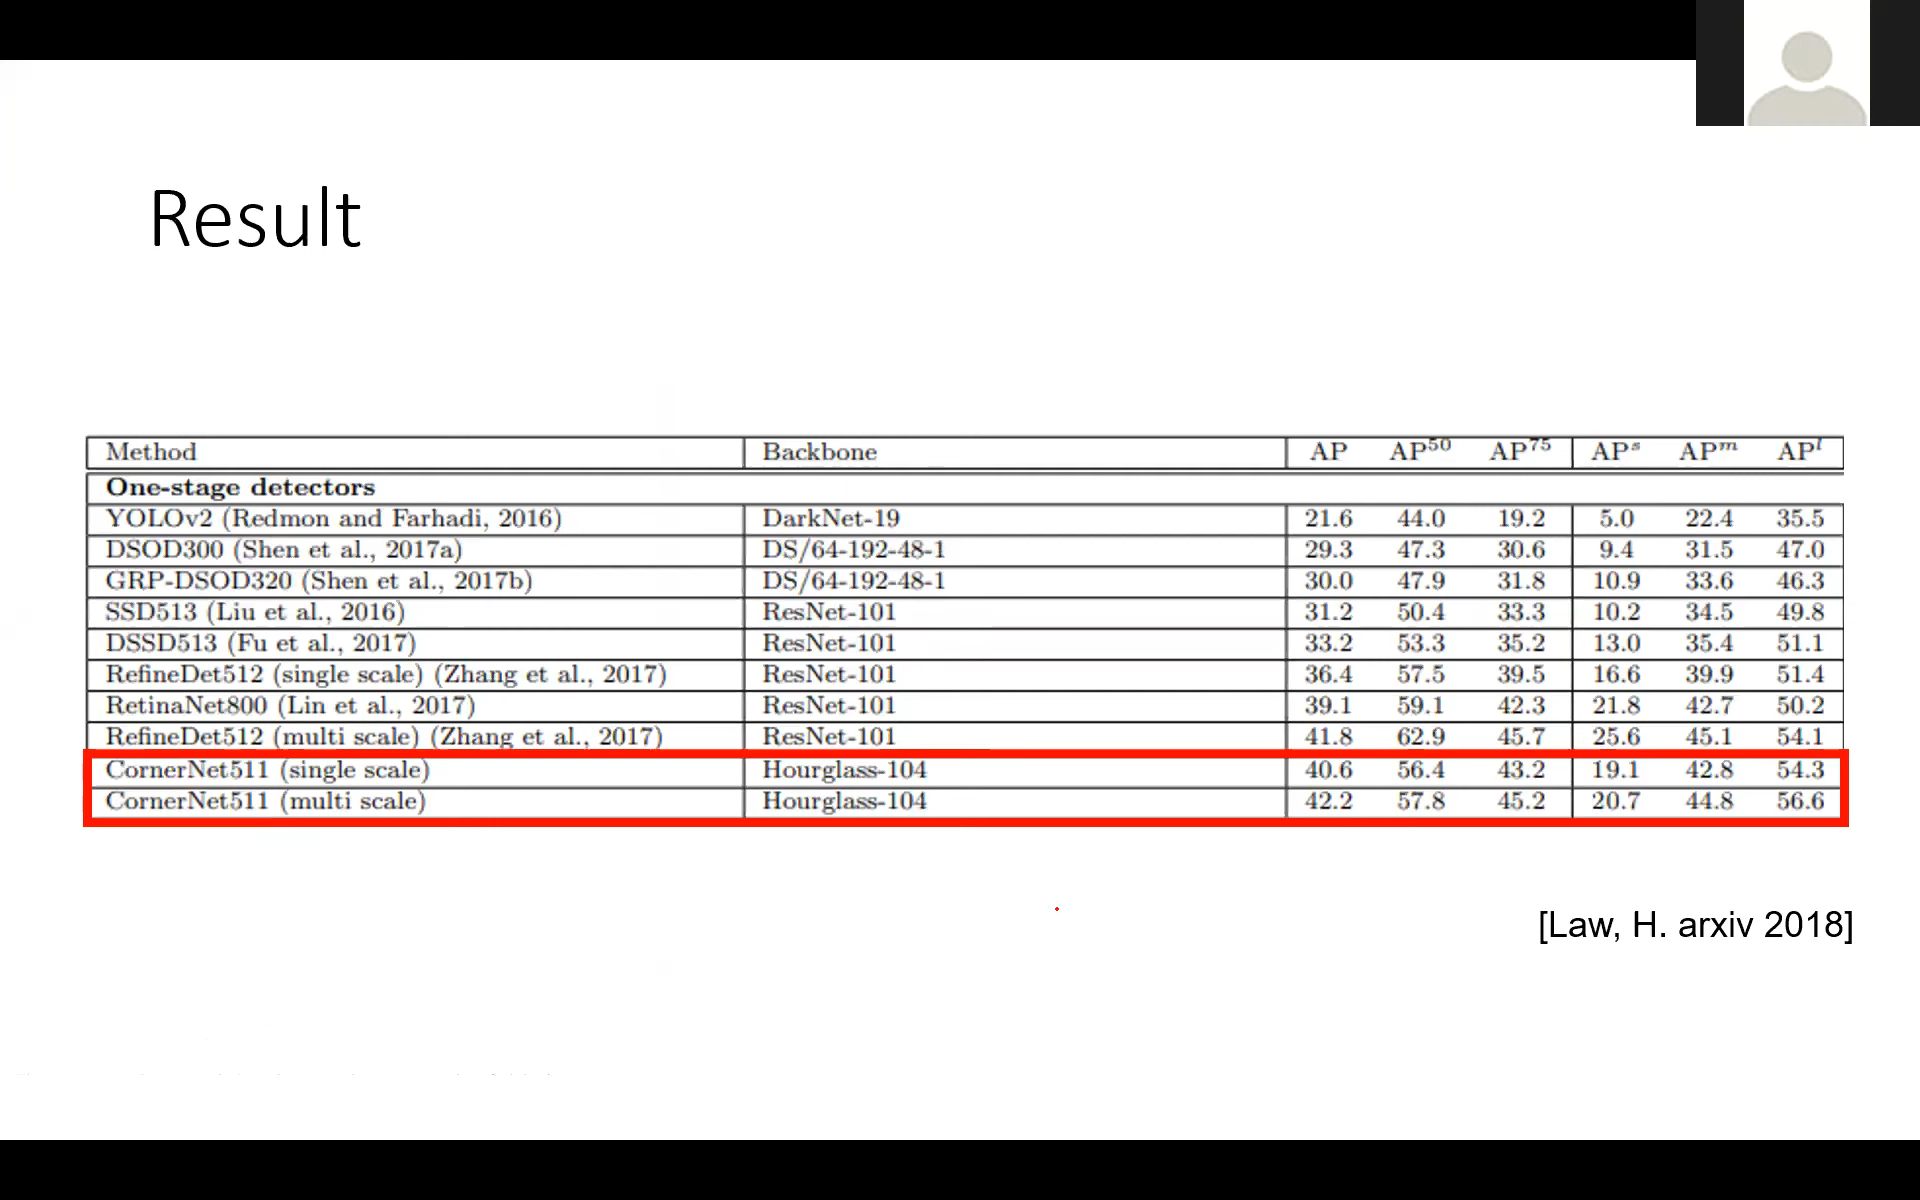 Result
Method Backbone AP AP50 AP75 APs APm APl
One-stage detectors
YOLOv2 (Redmon and Farhadi, 2016) DarkNet-19 21.6 44.0 19.2 5.0 22.4 35.5
DSOD300 (Shen et al., 2017a) DS/64-192-48-1 29.3 47.3 30.6 9.4 31.5 47.0
GRP-DSOD320 (Shen et al., 2017b) DS/64-192-48-1 30.0 47.9 31.8 10.9 33.6 46.3
SSD513 (Liu et al., 2016) ResNet-101 31.2 50.4 33.3 10.2 34.5 49.8
DSSD513 (Fu et al., 2017) ResNet-101 33.2 53.3 35.2 13.0 35.4 51.1
RefineDet512 (single scale) (Zhang et al., 2017) ResNet-101 36.4 57.5 39.5 16.6 39.9 51.4
RetinaNet800 (Lin et al., 2017) ResNet-101 39.1 59.1 42.3 21.8 42.7 50.2
RefineDet512 (multi scale) (Zhang et al., 2017) ResNet-101 41.8 62.9 45.7 25.6 45.1 54.1
CornerNet511 (single scale) Hourglass-104 40.6 56.4 43.2 19.1 42.8 54.3
CornerNet511 (multi scale) Hourglass-104 42.2 57.8 45.2 20.7 44.8 56.6
[Law, H. arxiv 2018]